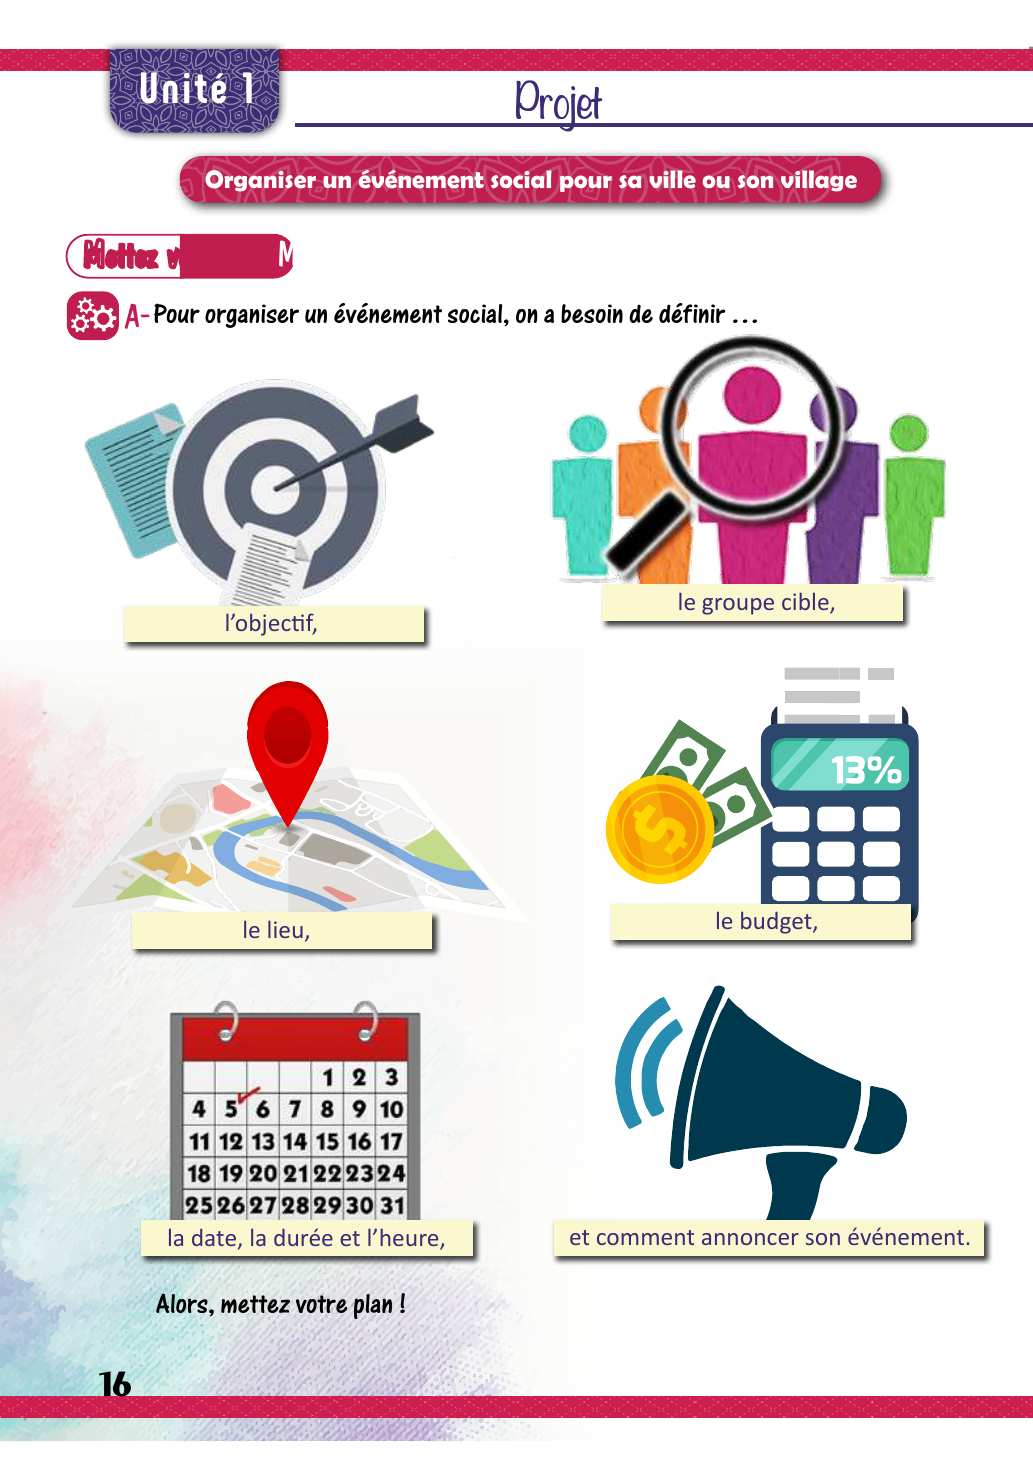 Unité 1
Projet
Organiser un événement social pour sa ville ou son village
Mettez
A- Pour organiser un événement social, on a besoin de définir ...
l'objectif,
le groupe cible,
13%
le lieu,
le budget,
1 2 3
4 5 6 7 8 9 10
11 12 13 14 15 16 17
18 19 20 21 22 23 24
25 26 27 28 29 30 31
la date, la durée et l'heure,
et comment annoncer son événement.
Alors, mettez votre plan !
16